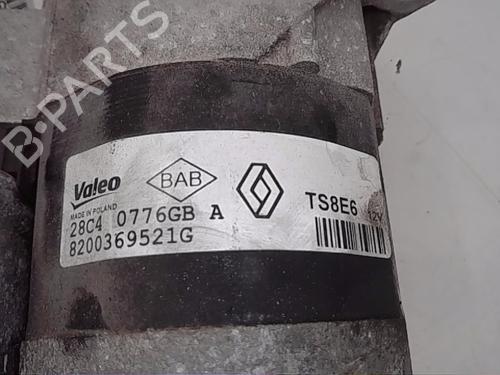 B-PARTS
Valeo
MADE IN POLAND
BAB
TS8E6
12V
28C4 0776GB A
8200369521G